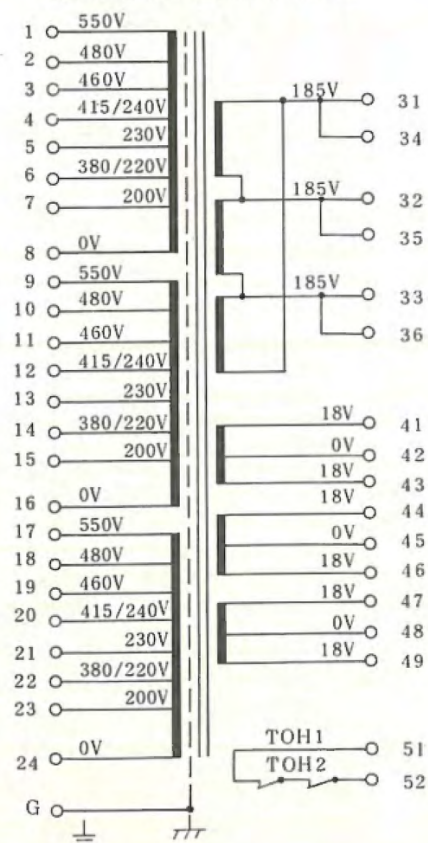 1 550V
2 480V
3 460V
4 415/240V
5 230V
6 380/220V
7 200V
8 0V
9 550V
10 480V
11 460V
12 415/240V
13 230V
14 380/220V
15 200V
16 0V
17 550V
18 480V
19 460V
20 415/240V
21 230V
22 380/220V
23 200V
24 0V
G
185V 31
34
185V 32
35
185V 33
36
18V 41
0V 42
18V 43
18V 44
0V 45
18V 46
18V 47
0V 48
18V 49
TOH1 51
TOH2 52